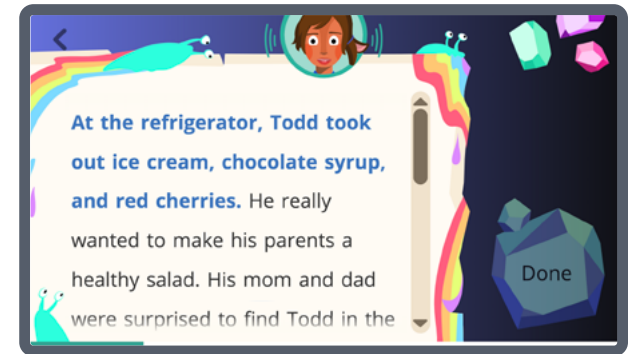 At the refrigerator, Todd took
out ice cream, chocolate syrup,
and red cherries. He really
wanted to make his parents a
healthy salad. His mom and dad
were surprised to find Todd in the
Done